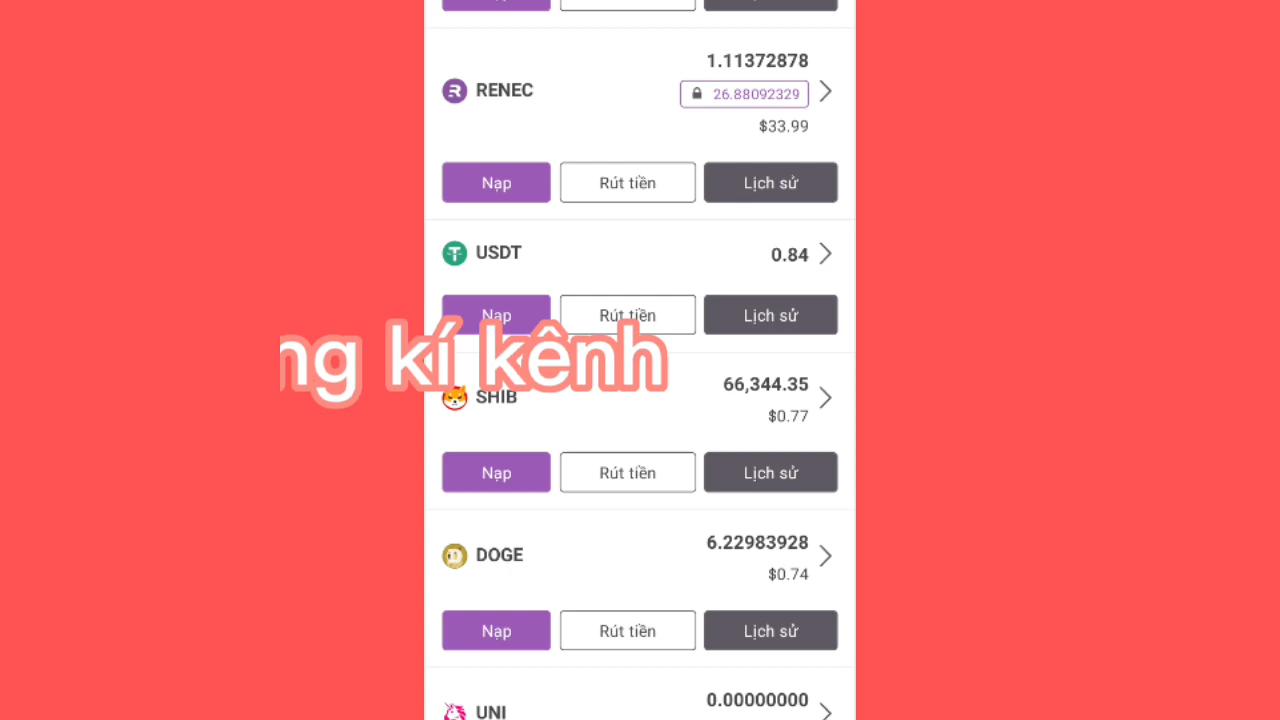 1.11372878
RENEC
26.88092329
$33.99
Nạp Rút tiền Lịch sử
USDT 0.84
Nạp Rút tiền Lịch sử
kí kênh
66,344.35
SHIB
$0.77
Nạp Rút tiền Lịch sử
6.22983928
DOGE
$0.74
Nạp Rút tiền Lịch sử
0.00000000
UNI